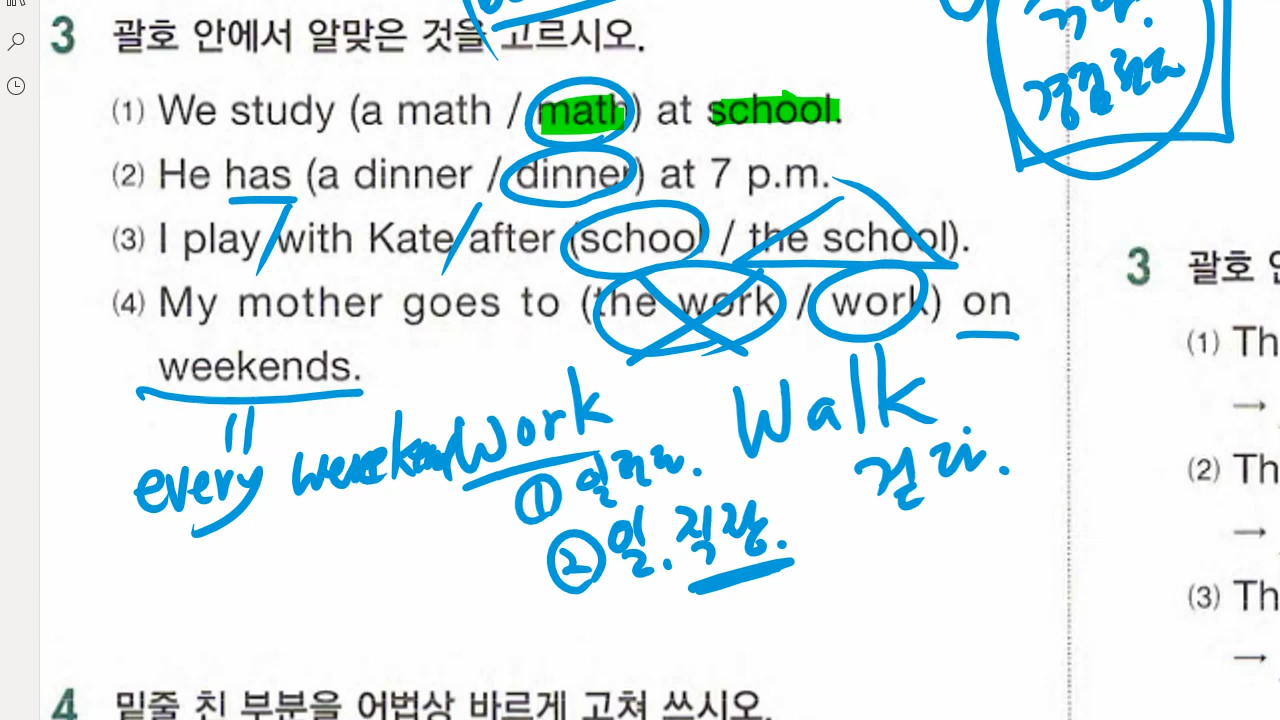 3 괄호 안에서 알맞은 것을 고르시오.
(1) We study (a math / math) at school.
(2) He has (a dinner / dinner) at 7 p.m.
(3) I play with Kate after (school / the school).
(4) My mother goes to (the work / work) on
weekends.
every weekend
work
① 일하다.
② 일. 직장.
Walk
걷다.
4 밑줄 친 부분을 어법상 바르게 고쳐 쓰시오.
3 괄호
(1) Th
→
(2) Th
→
(3) Th
→